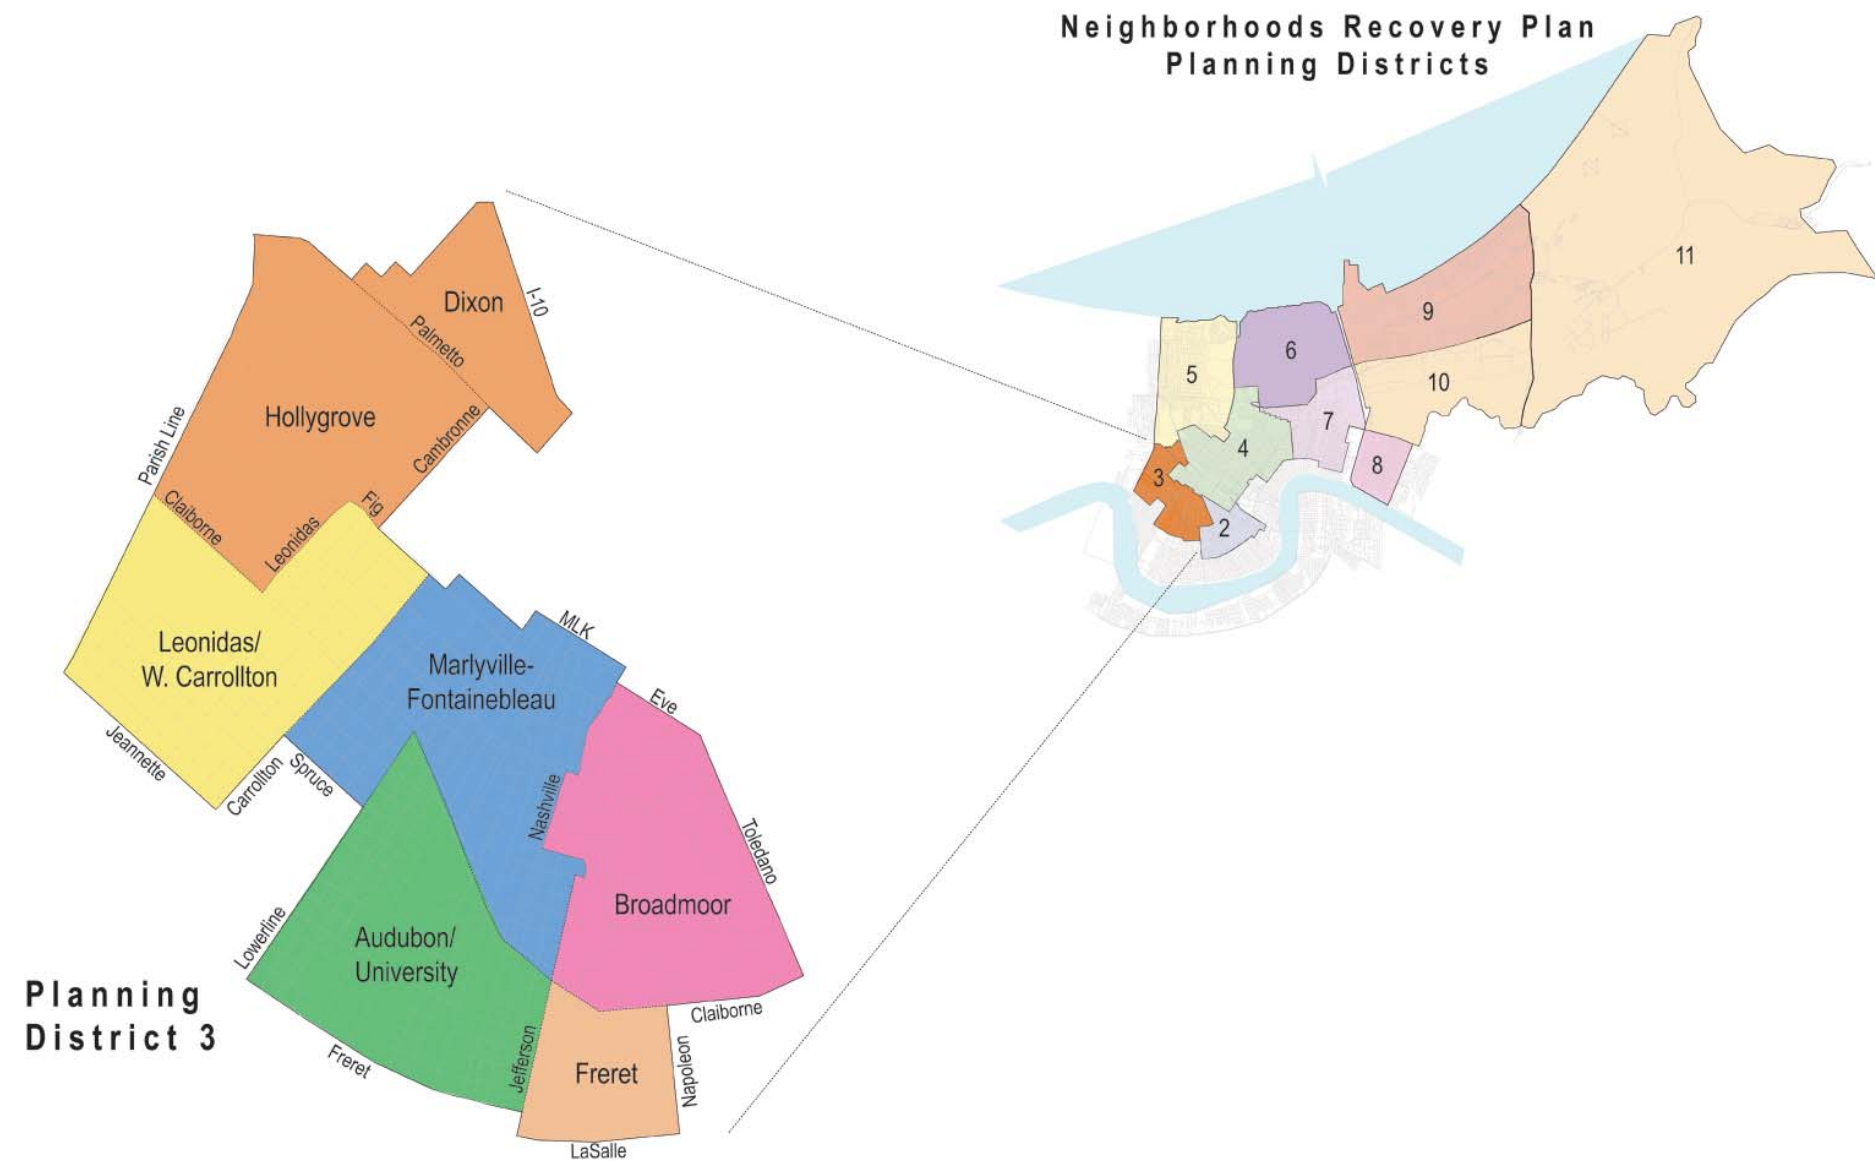 Neighborhoods Recovery Plan
Planning Districts
11
9
6
5
10
7
4
8
3
2
Dixon
I-10
Palmetto
Hollygrove
Parish Line
Cambronne
Claiborne
Fig
Leonidas
Leonidas/
W. Carrollton
MLK
Marlyville-
Fontainebleau
Eve
Jeannette
Carrollton
Spruce
Nashville
Toledano
Broadmoor
Lowerline
Audubon/
University
Planning
District 3
Claiborne
Freret
Jefferson
Freret
Napoleon
LaSalle